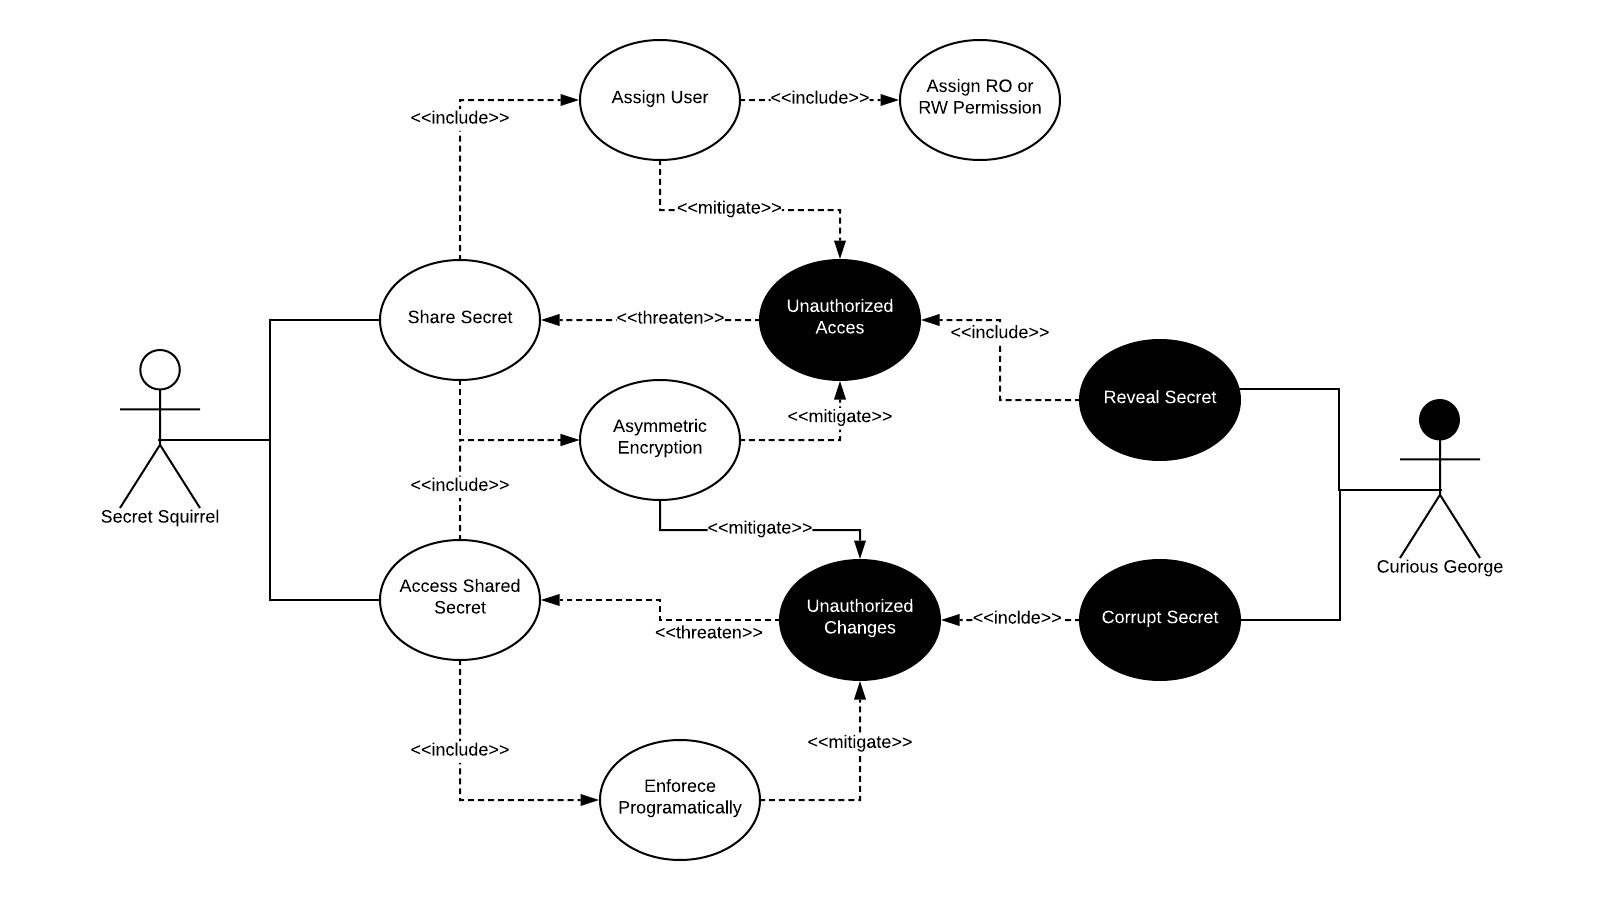 Assign User
<<include>>
Assign RO or
RW Permission
<<include>>
<<mitigate>>
Share Secret
<<threaten>>
Unauthorized
Acces
<<include>>
Reveal Secret
Asymmetric
Encryption
<<mitigate>>
<<include>>
Secret Squirrel
<<mitigate>>
Curious George
Access Shared
Secret
<<threaten>>
Unauthorized
Changes
<<inclde>>
Corrupt Secret
<<include>>
<<mitigate>>
Enforece
Programatically